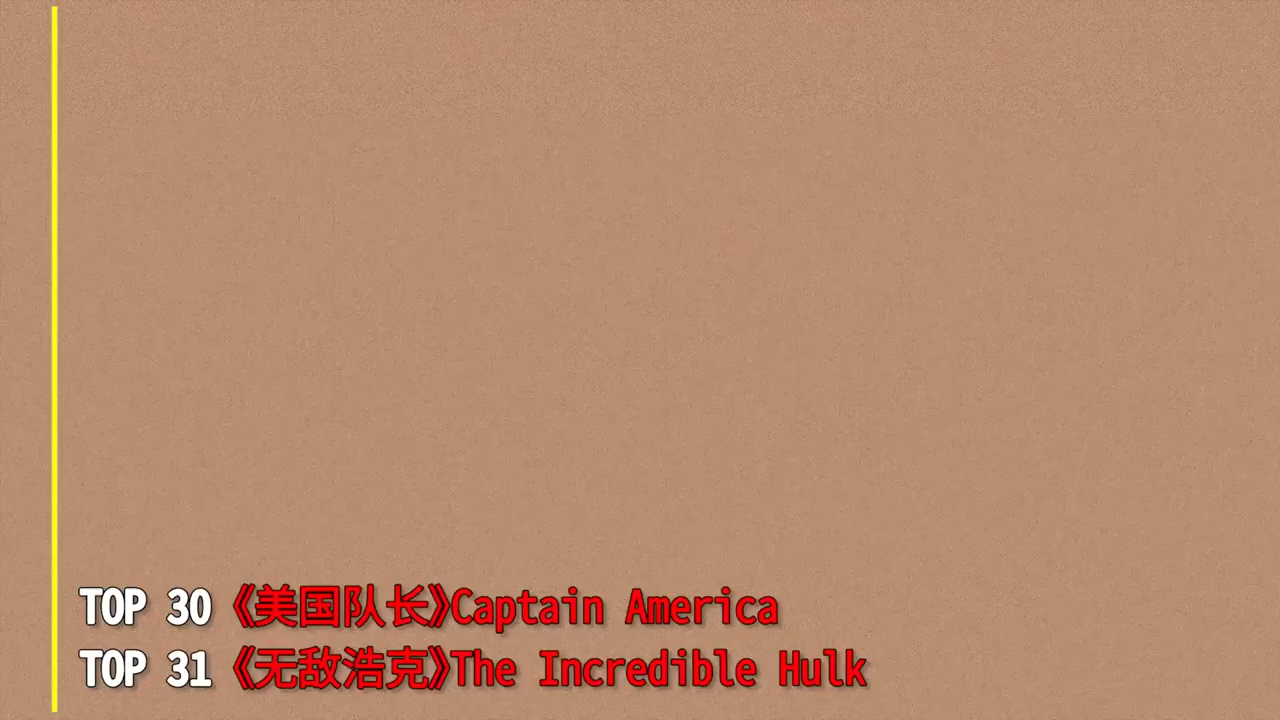 TOP 30 《美国队长》Captain America
TOP 31 《无敌浩克》The Incredible Hulk